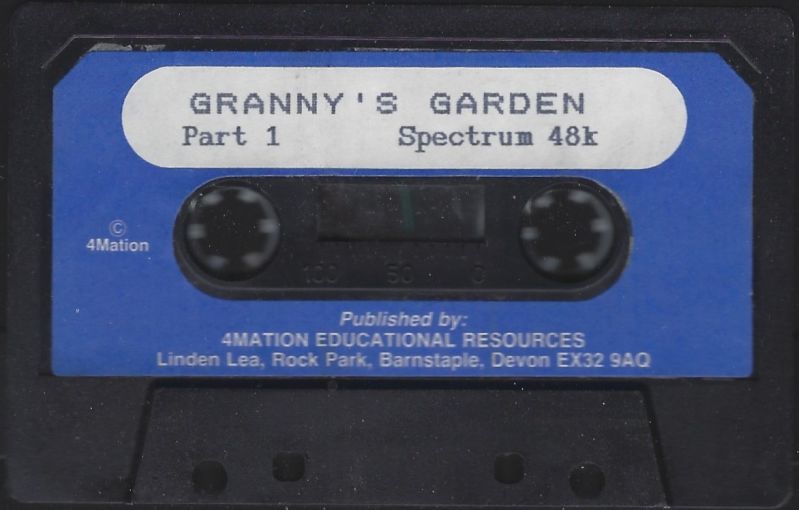 GRANNY'S GARDEN
Part 1 Spectrum 48k
©
4Mation
100 50 0
Published by:
4MATION EDUCATIONAL RESOURCES
Linden Lea, Rock Park, Barnstaple, Devon EX32 9AQ